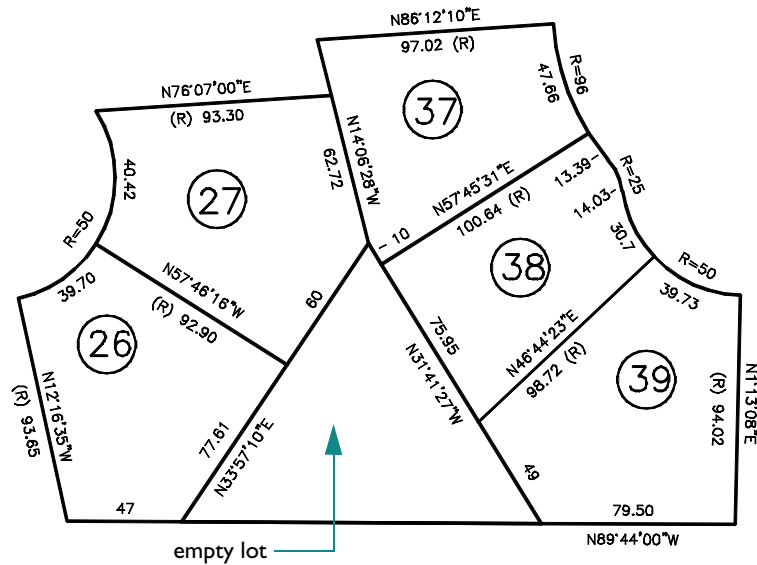 N86°12'10"E
97.02 (R)
R=96
47.66
37
N76°07'00"E
(R) 93.30
40.42
27
62.72
N14°06'28"W
N57°45'31"E
100.64 (R)
13.39
R=25
14.03
30.7
10
38
R=50
39.70
N57°46'16"W
(R) 92.90
60
R=50
39.73
26
75.95
N31°41'27"W
N46°44'23"E
98.72 (R)
39
N12°16'35"W
(R) 93.65
N1°13'08"E
(R) 94.02
77.61
N33°57'10"E
49
47
79.50
N89°44'00"W
empty lot